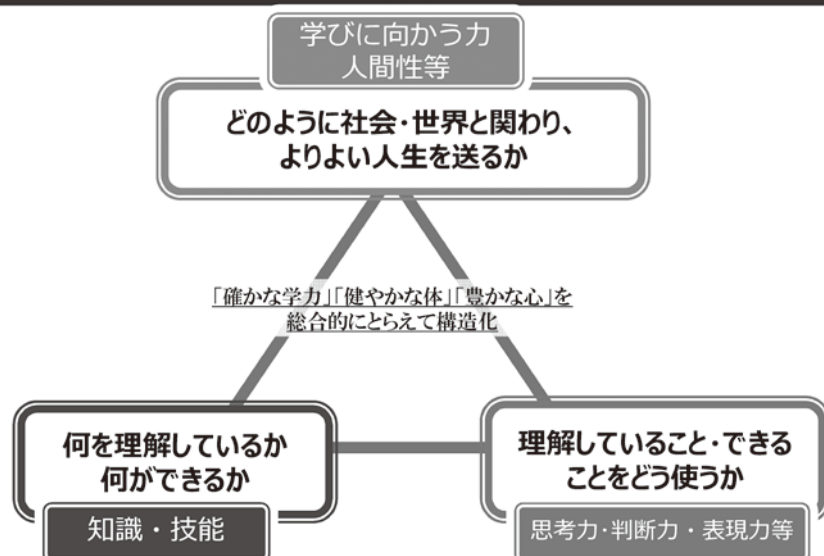 学びに向かう力
人間性等
どのように社会・世界と関わり、
よりよい人生を送るか
「確かな学力」「健やかな体」「豊かな心」を
総合的にとらえて構造化
何を理解しているか
何ができるか
知識・技能
理解していること・できる
ことをどう使うか
思考力・判断力・表現力等